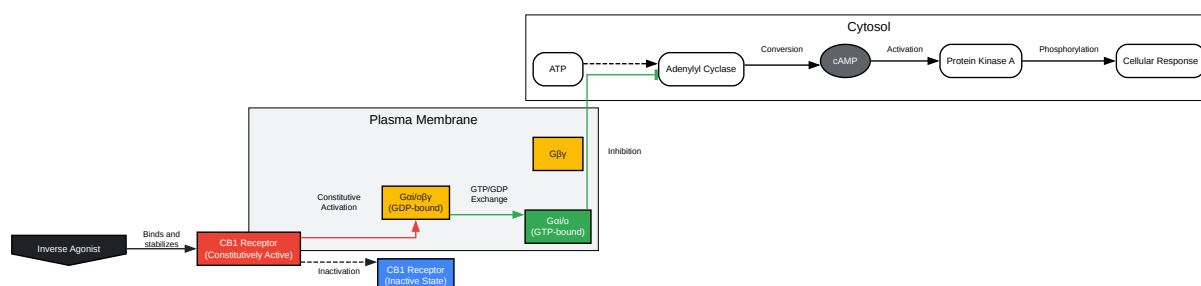 Cytosol
ATP
Adenylyl Cyclase
Conversion
cAMP
Activation
Protein Kinase A
Phosphorylation
Cellular Response
Plasma Membrane
Gβγ
Inhibition
Constitutive
Activation
Gαi/oβγ
(GDP-bound)
GTP/GDP
Exchange
Gαi/o
(GTP-bound)
Inverse Agonist
Binds and
stabilizes
CB1 Receptor
(Constitutively Active)
Inactivation
CB1 Receptor
(Inactive State)